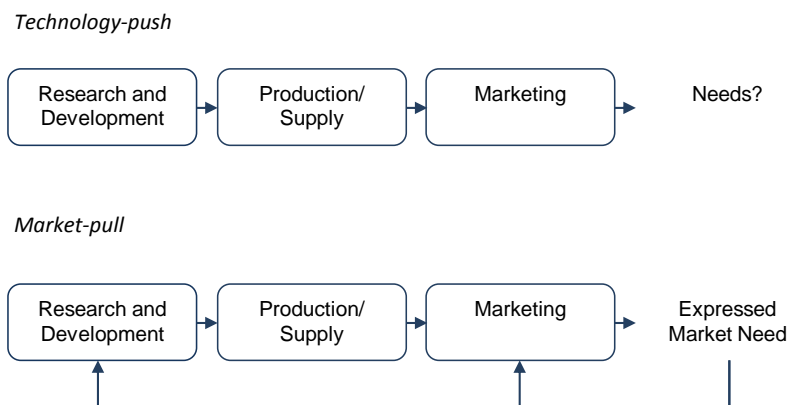 Technology-push
Research and
Development
Production/
Supply
Marketing
Needs?
Market-pull
Research and
Development
Production/
Supply
Marketing
Expressed
Market Need